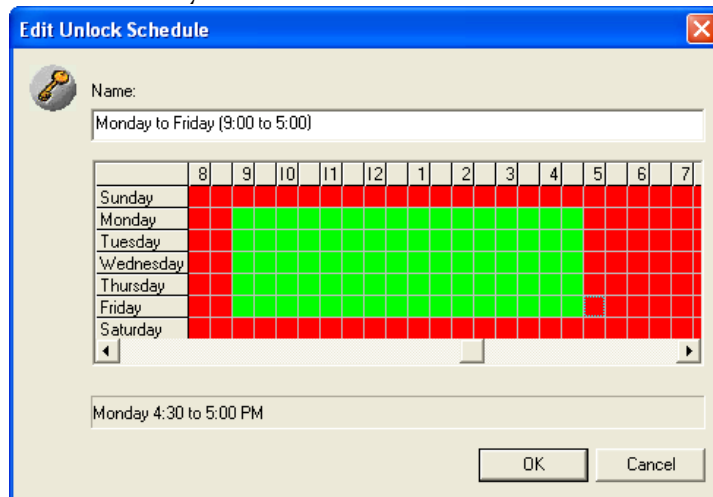 Edit Unlock Schedule
Name:
Monday to Friday (9:00 to 5:00)
8 9 10 11 12 1 2 3 4 5 6 7
Sunday
Monday
Tuesday
Wednesday
Thursday
Friday
Saturday
Monday 4:30 to 5:00 PM
OK Cancel